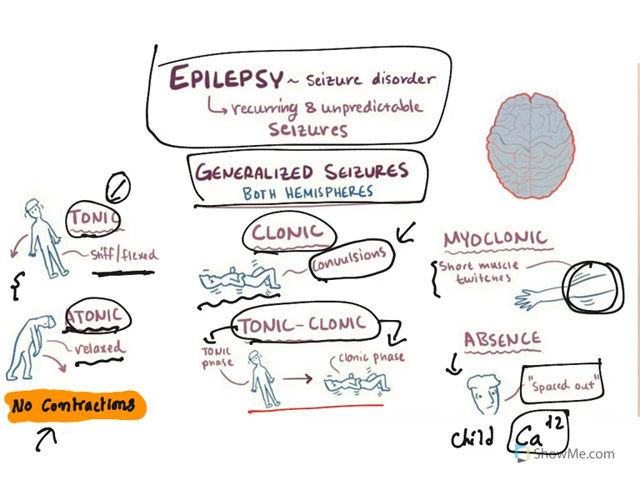 EPILEPSY ~ SEIZURE DISORDER
RECURRING & UNPREDICTABLE
SEIZURES
GENERALIZED SEIZURES
BOTH HEMISPHERES
TONIC
Stiff/flexed
ATONIC
relaxed
No Contractions
CLONIC
Convulsions
TONIC-CLONIC
TONIC
phase
clonic phase
MYOCLONIC
Short muscle
twitches
ABSENCE
"Spaced out"
child
Ca+2
ShowMe.com